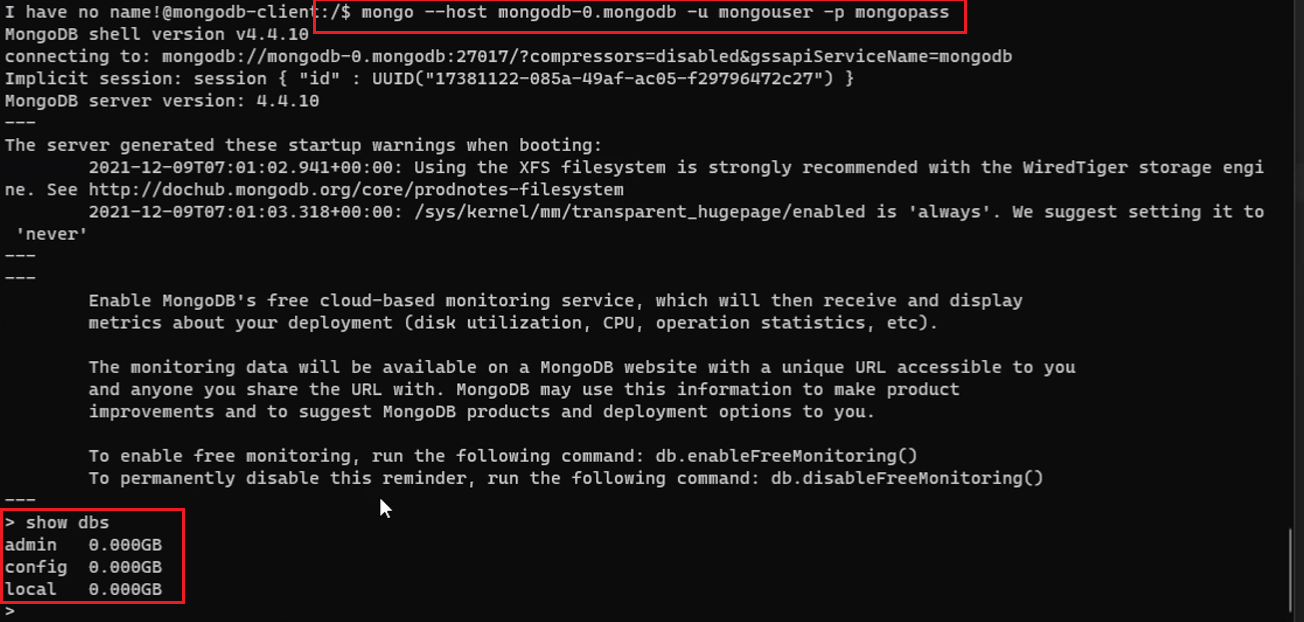 I have no name!@mongodb-client:/$ mongo --host mongodb-0.mongodb -u mongouser -p mongopass
MongoDB shell version v4.4.10
connecting to: mongodb://mongodb-0.mongodb:27017/?compressors=disabled&gssapiServiceName=mongodb
Implicit session: session { "id" : UUID("17381122-085a-49af-ac05-f29796472c27") }
MongoDB server version: 4.4.10
---
The server generated these startup warnings when booting:
        2021-12-09T07:01:02.941+00:00: Using the XFS filesystem is strongly recommended with the WiredTiger storage engi
ne. See http://dochub.mongodb.org/core/prodnotes-filesystem
        2021-12-09T07:01:03.318+00:00: /sys/kernel/mm/transparent_hugepage/enabled is 'always'. We suggest setting it to
 'never'
---
---
        Enable MongoDB's free cloud-based monitoring service, which will then receive and display
        metrics about your deployment (disk utilization, CPU, operation statistics, etc).

        The monitoring data will be available on a MongoDB website with a unique URL accessible to you
        and anyone you share the URL with. MongoDB may use this information to make product
        improvements and to suggest MongoDB products and deployment options to you.

        To enable free monitoring, run the following command: db.enableFreeMonitoring()
        To permanently disable this reminder, run the following command: db.disableFreeMonitoring()
---
> show dbs
admin   0.000GB
config  0.000GB
local   0.000GB
>